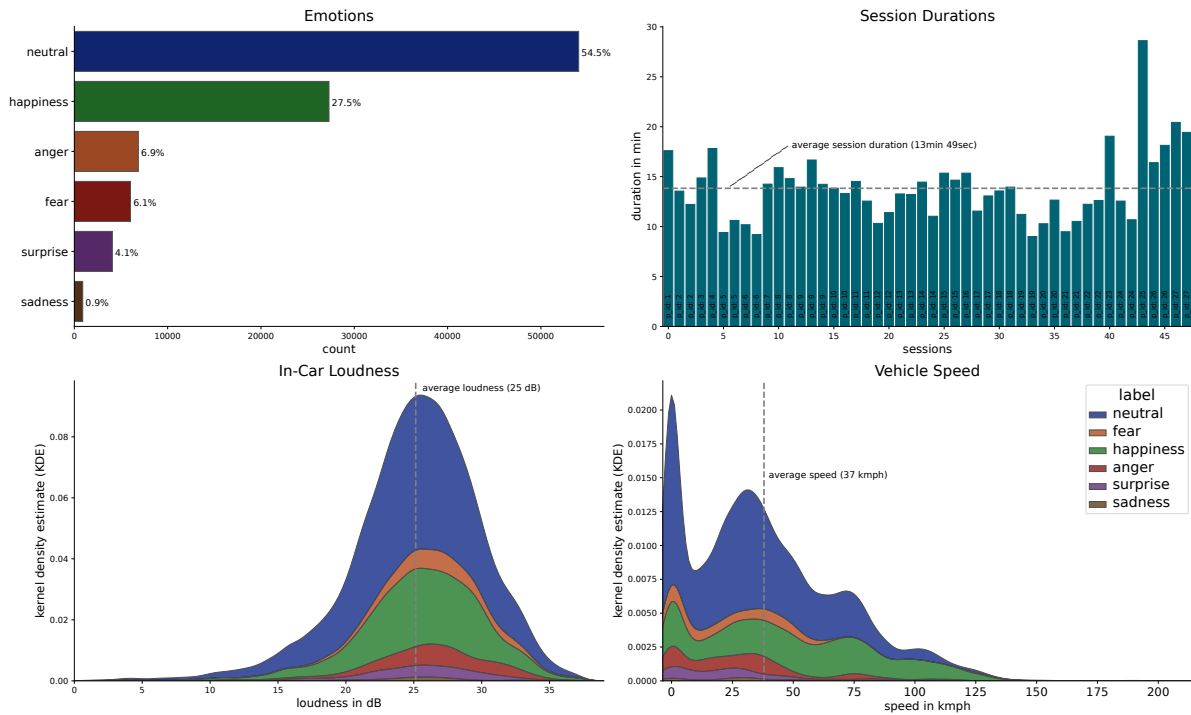 Emotions
neutral
54.5%
happiness
27.5%
anger
6.9%
fear
6.1%
surprise
4.1%
sadness
0.9%
0 10000 20000 30000 40000 50000
count
Session Durations
30
25
20
15
10
5
0
duration in min
average session duration (13min 49sec)
0 5 10 15 20 25 30 35 40 45
sessions
In-Car Loudness
average loudness (25 dB)
0.08
0.06
0.04
0.02
0.00
kernel density estimate (KDE)
0 5 10 15 20 25 30 35
loudness in dB
Vehicle Speed
average speed (37 kmph)
0.0200
0.0175
0.0150
0.0125
0.0100
0.0075
0.0050
0.0025
0.0000
kernel density estimate (KDE)
0 25 50 75 100 125 150 175 200
speed in kmph
label
neutral
fear
happiness
anger
surprise
sadness